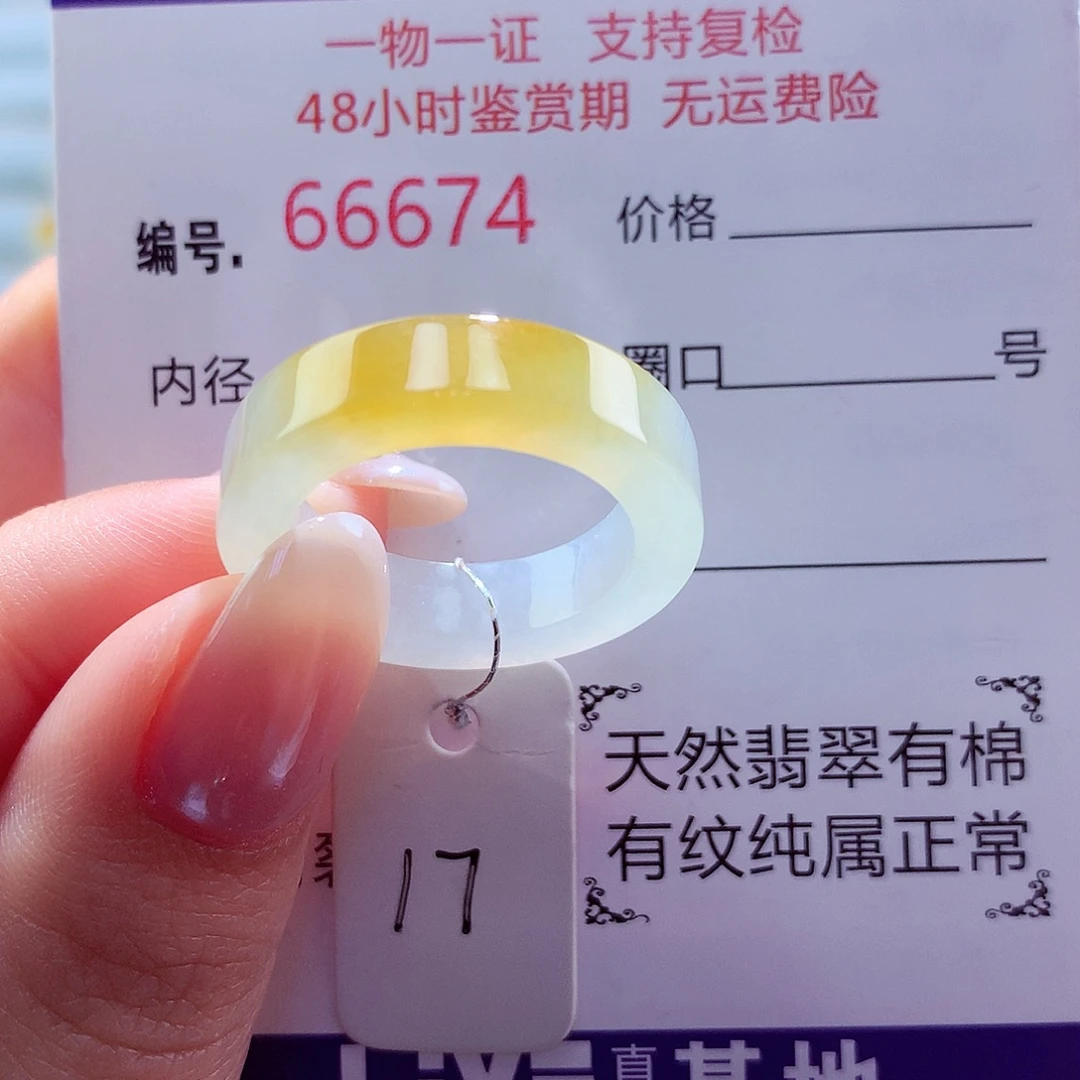 一物一证 支持复检
48小时鉴赏期 无运费险
编号. 66674 价格
内径 圈口 号
天然翡翠有棉
有纹纯属正常
17
基地